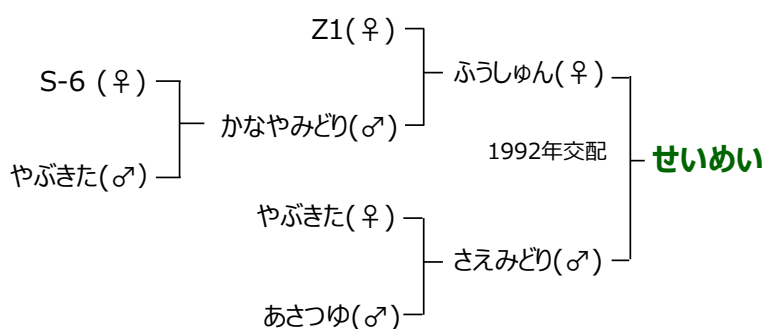 Z1(♀)
S-6 (♀)
ふうしゅん(♀)
かなやみどり(♂)
1992年交配
せいめい
やぶきた(♂)
やぶきた(♀)
さえみどり(♂)
あさつゆ(♂)